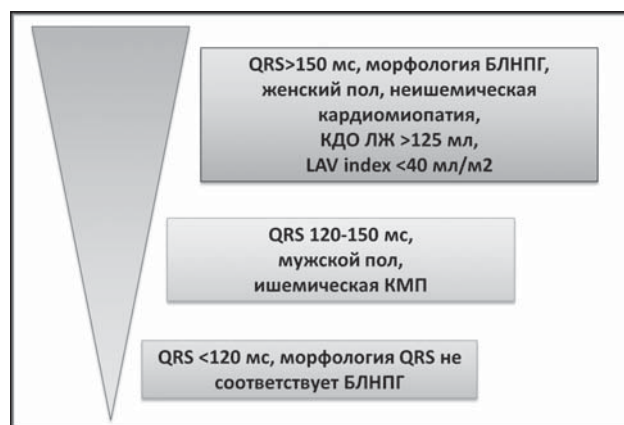 QRS>150 мс, морфология БЛНПГ,
женский пол, неишемическая
кардиомиопатия,
КДО ЛЖ >125 мл,
LAV index <40 мл/м2
QRS 120-150 мс,
мужской пол,
ишемическая КМП
QRS <120 мс, морфология QRS не
соответствует БЛНПГ